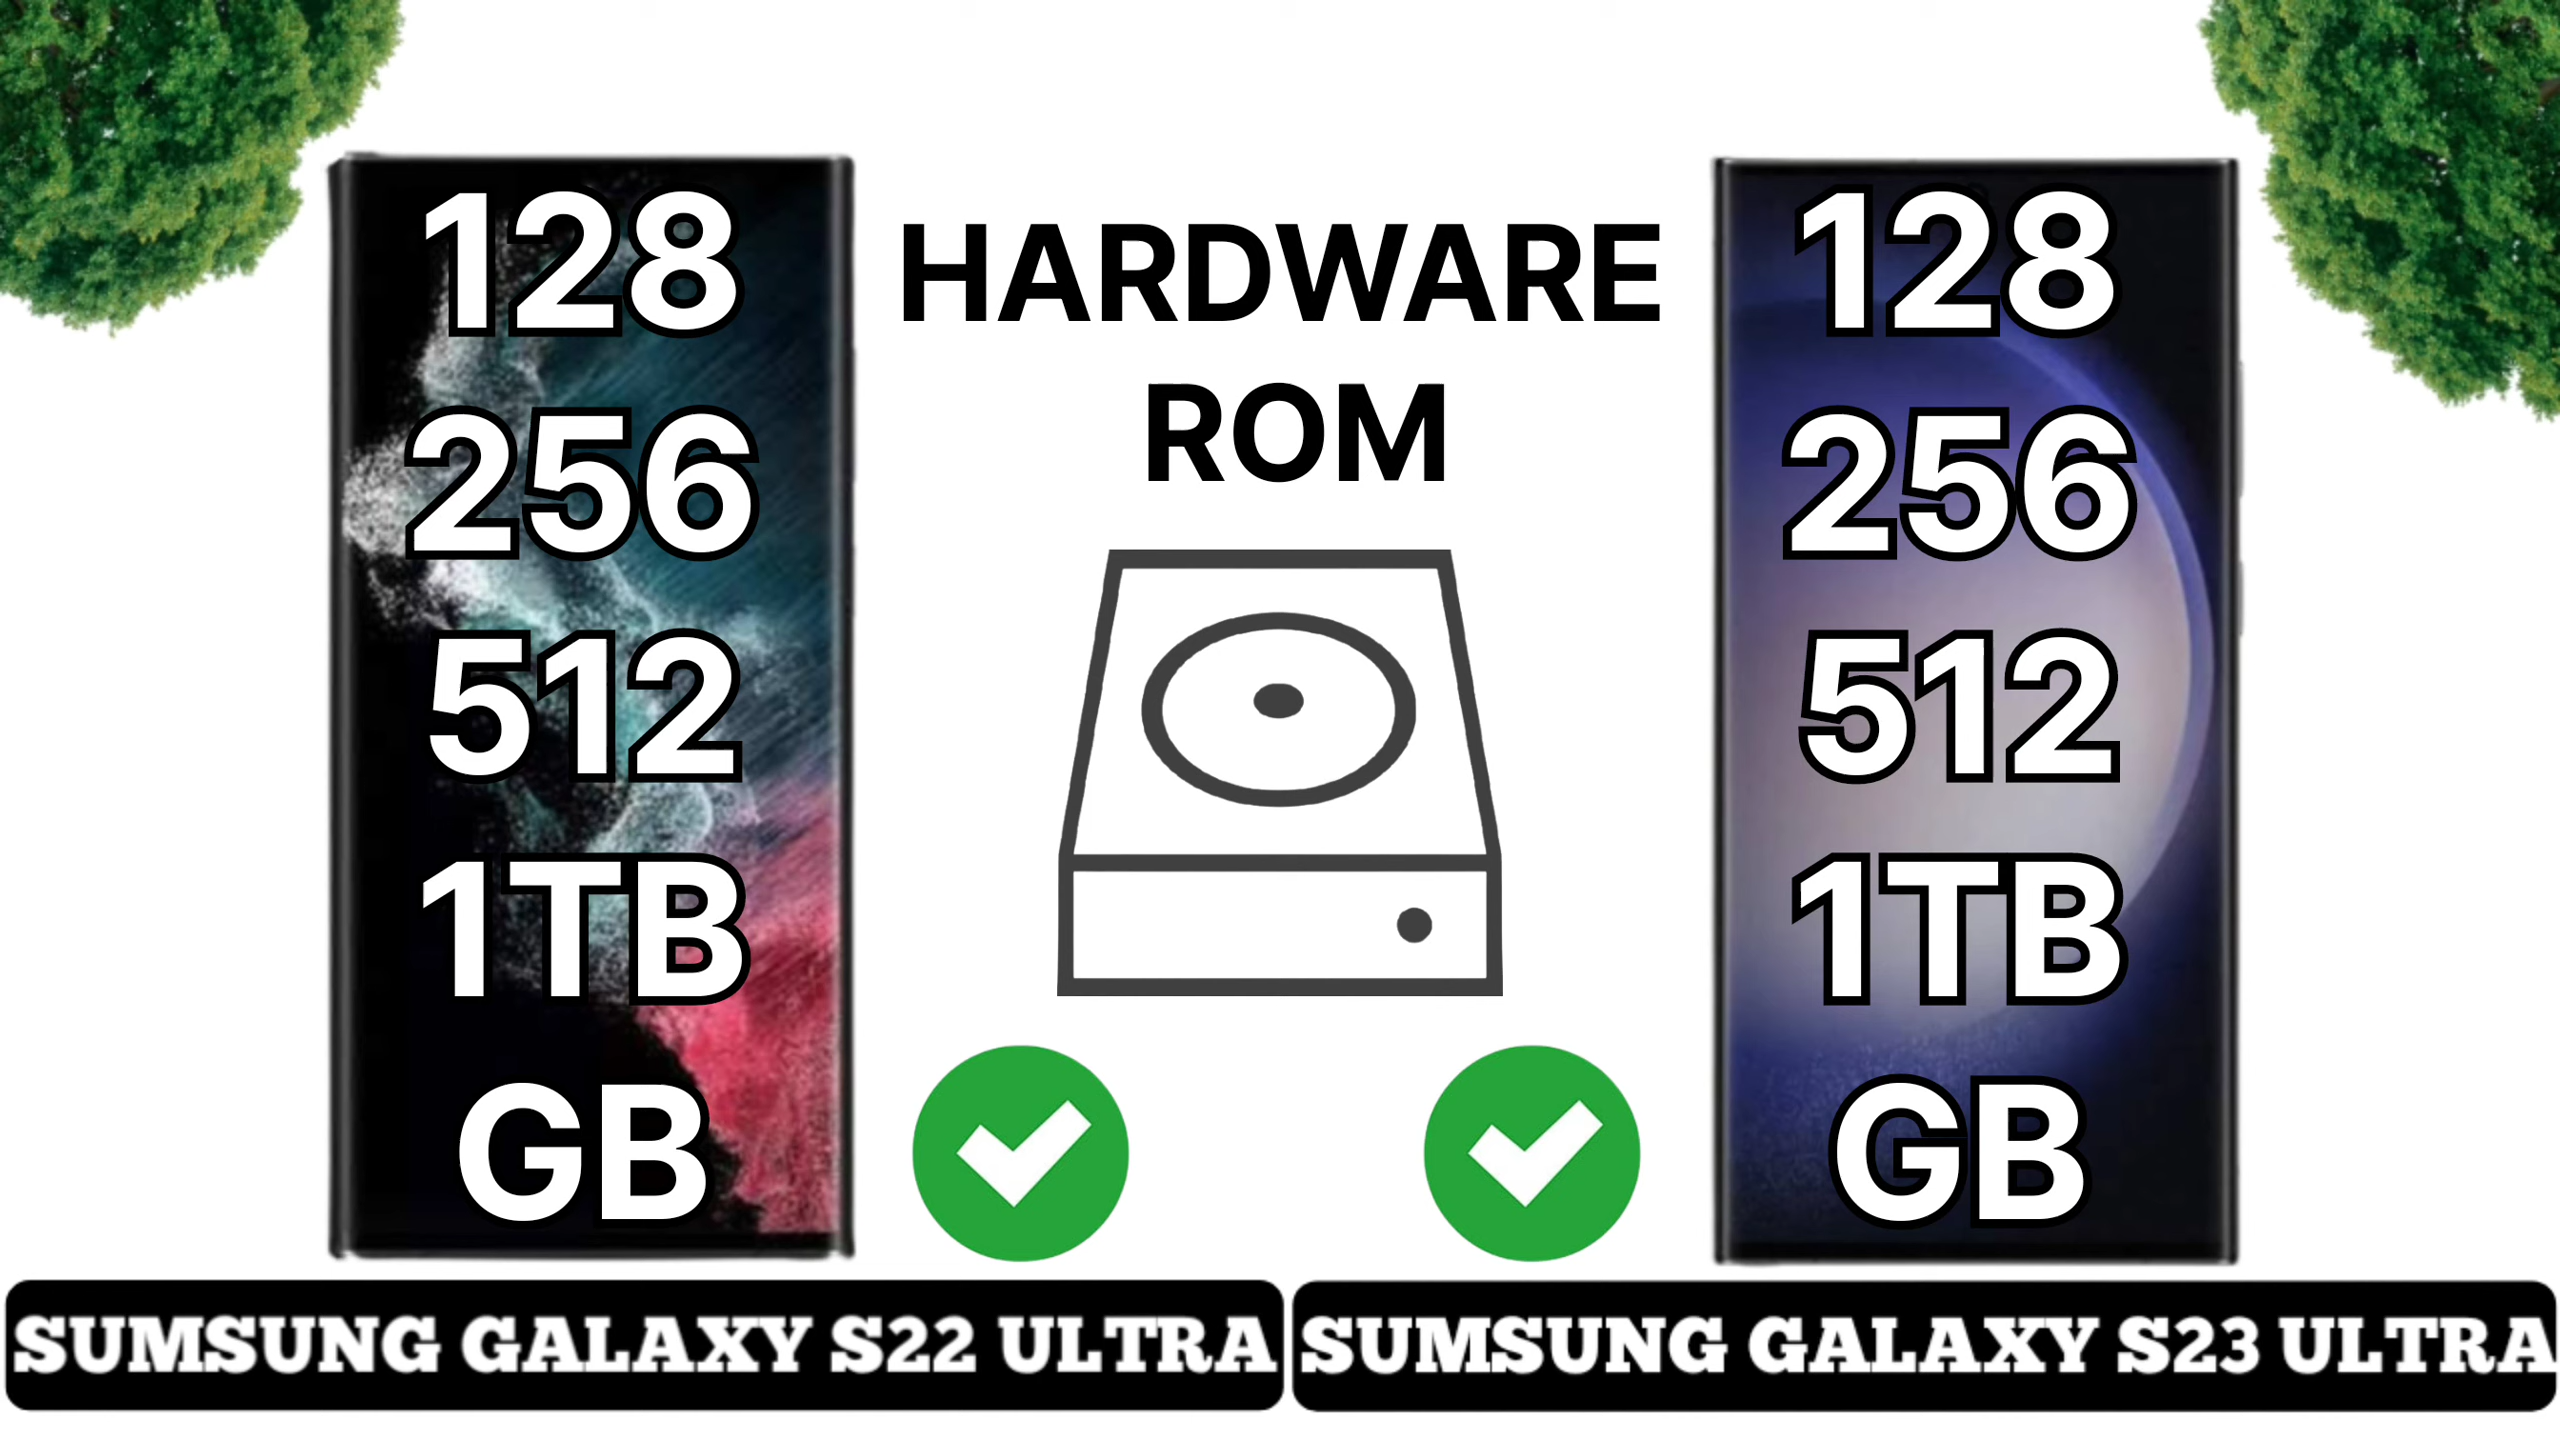 128
256
512
1TB
GB
HARDWARE
ROM
128
256
512
1TB
GB
SUMSUNG GALAXY S22 ULTRA
SUMSUNG GALAXY S23 ULTRA